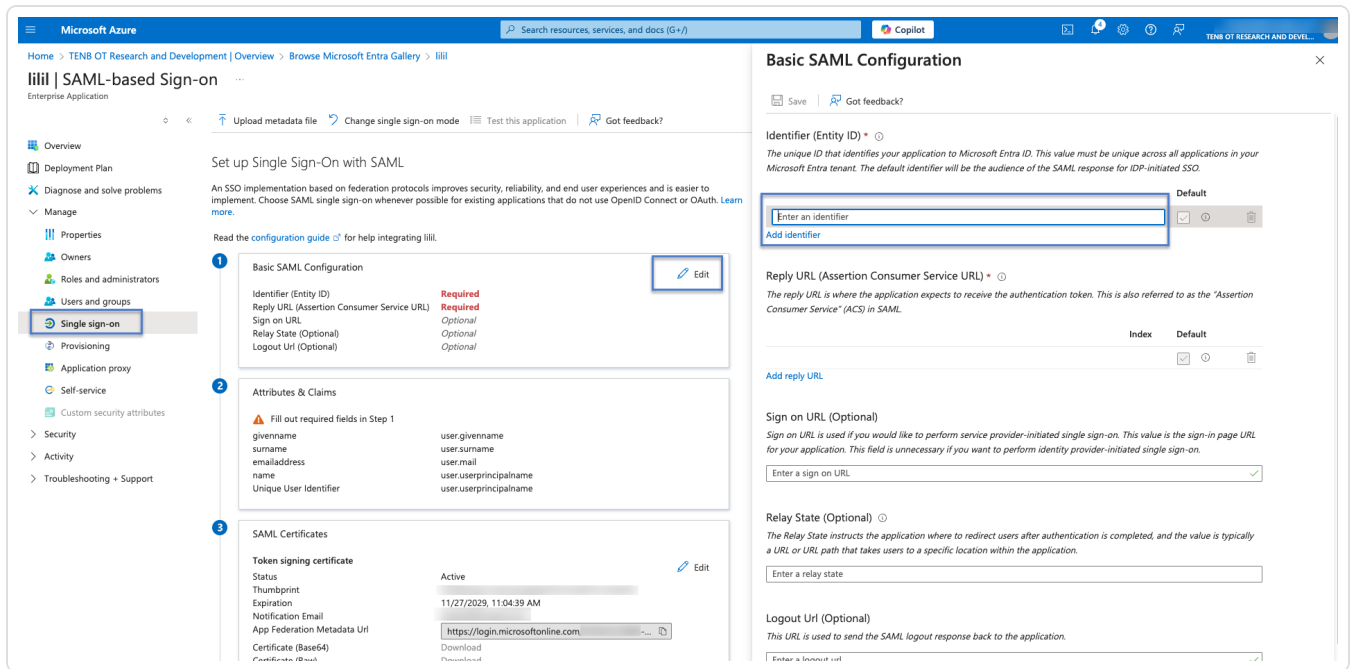 Microsoft Azure
Search resources, services, and docs (G+/)
Copilot
4
TENB OT RESEARCH AND DEVEL...
Home > TENB OT Research and Development | Overview > Browse Microsoft Entra Gallery > lilil
lilil | SAML-based Sign-on ...
Enterprise Application
Upload metadata file
Change single sign-on mode
Test this application
Got feedback?
Overview
Deployment Plan
Diagnose and solve problems
Manage
Properties
Owners
Roles and administrators
Users and groups
Single sign-on
Provisioning
Application proxy
Self-service
Custom security attributes
Security
Activity
Troubleshooting + Support
Set up Single Sign-On with SAML
An SSO implementation based on federation protocols improves security, reliability, and end user experiences and is easier to
implement. Choose SAML single sign-on whenever possible for existing applications that do not use OpenID Connect or OAuth. Learn
more.
Read the configuration guide for help integrating lilil.
1
Basic SAML Configuration
Edit
Identifier (Entity ID) Required
Reply URL (Assertion Consumer Service URL) Required
Sign on URL Optional
Relay State (Optional) Optional
Logout Url (Optional) Optional
2
Attributes & Claims
Fill out required fields in Step 1
givenname user.givenname
surname user.surname
emailaddress user.mail
name user.userprincipalname
Unique User Identifier user.userprincipalname
3
SAML Certificates
Token signing certificate
Edit
Status Active
Thumbprint
Expiration 11/27/2029, 11:04:39 AM
Notification Email
App Federation Metadata Url https://login.microsoftonline.com -...
Certificate (Base64) Download
Certificate (Raw) Download
Basic SAML Configuration
Save
Got feedback?
Identifier (Entity ID) *
The unique ID that identifies your application to Microsoft Entra ID. This value must be unique across all applications in your
Microsoft Entra tenant. The default identifier will be the audience of the SAML response for IDP-initiated SSO.
Default
Enter an identifier
Add identifier
Reply URL (Assertion Consumer Service URL) *
The reply URL is where the application expects to receive the authentication token. This is also referred to as the "Assertion
Consumer Service" (ACS) in SAML.
Index Default
Add reply URL
Sign on URL (Optional)
Sign on URL is used if you would like to perform service provider-initiated single sign-on. This value is the sign-in page URL
for your application. This field is unnecessary if you want to perform identity provider-initiated single sign-on.
Enter a sign on URL
Relay State (Optional)
The Relay State instructs the application where to redirect users after authentication is completed, and the value is typically
a URL or URL path that takes users to a specific location within the application.
Enter a relay state
Logout Url (Optional)
This URL is used to send the SAML logout response back to the application.
Enter a logout url